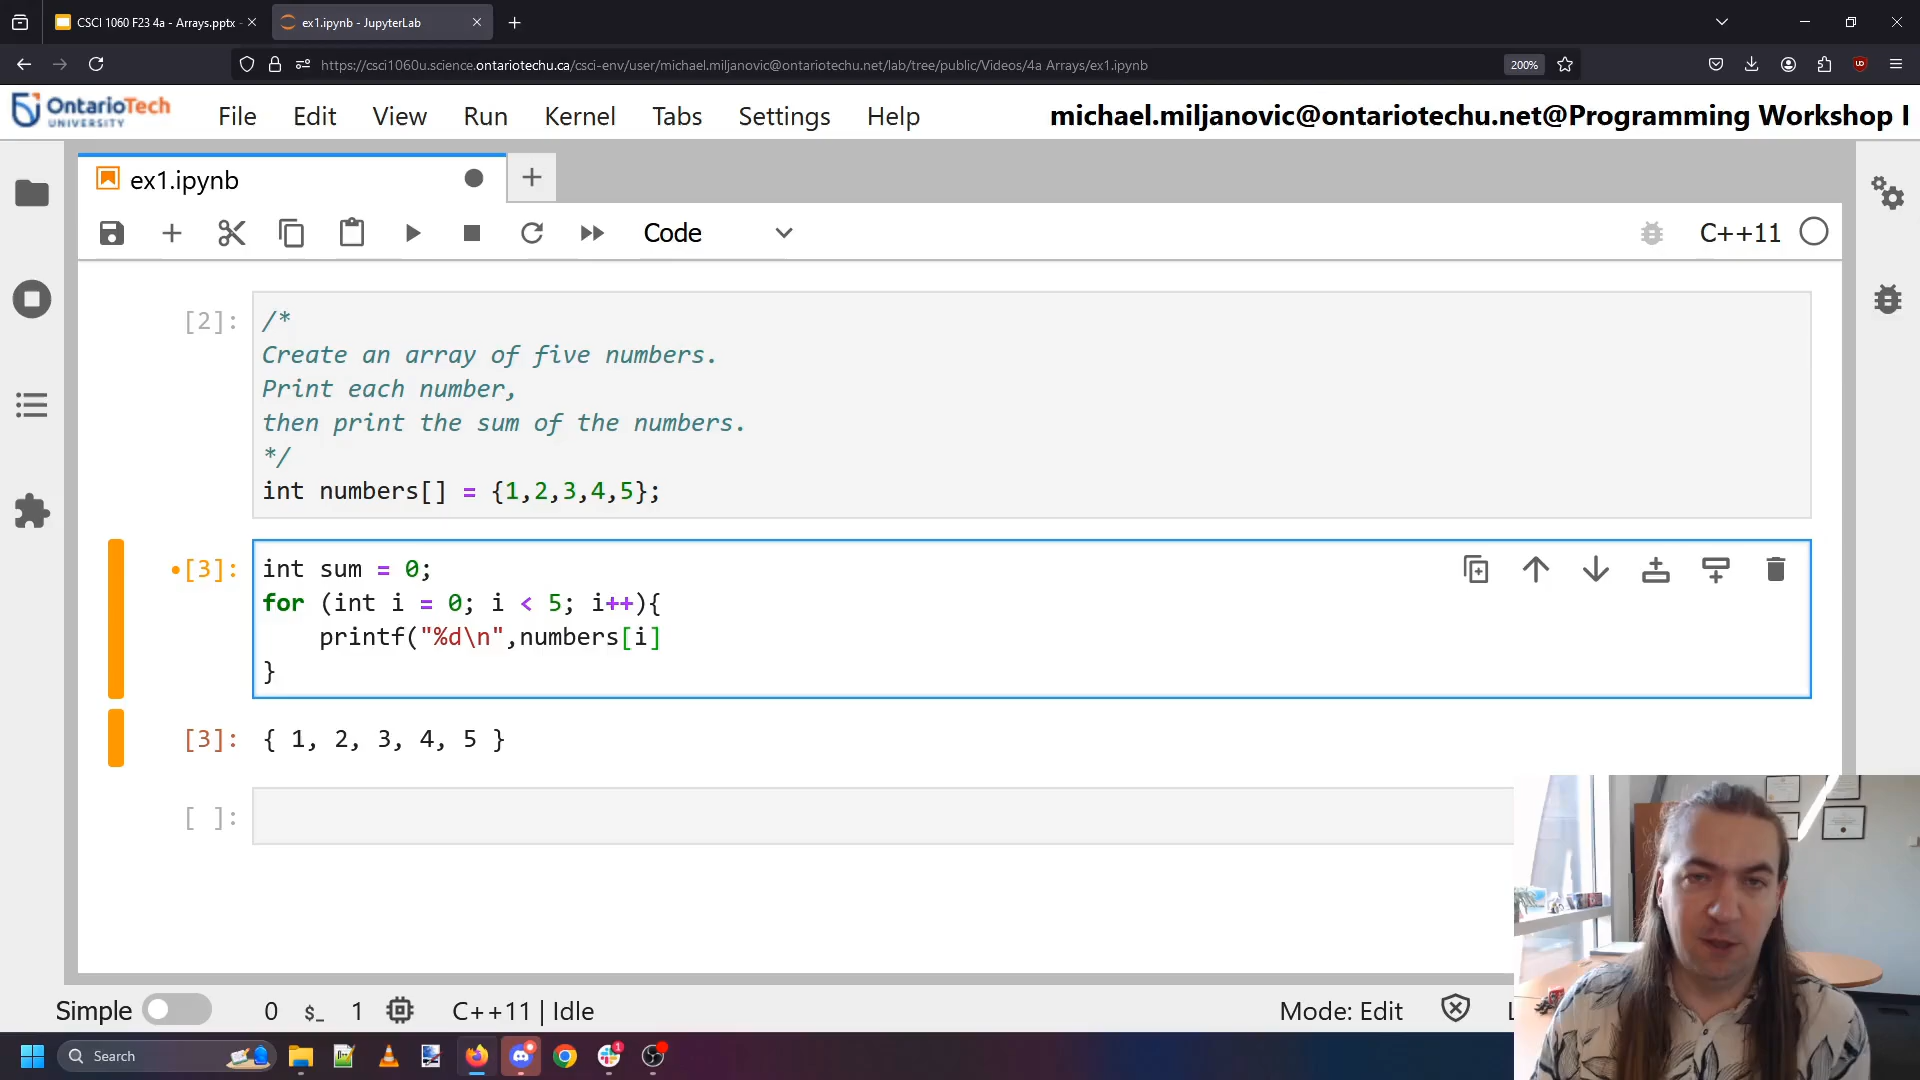 CSCI 1060 F23 4a - Arrays.pptx -
ex1.ipynb - JupyterLab
https://csci1060u.science.ontariotechu.ca/csci-env/user/michael.miljanovic@ontariotechu.net/lab/tree/public/Videos/4a Arrays/ex1.ipynb
200%
OntarioTech
UNIVERSITY
File Edit View Run Kernel Tabs Settings Help
michael.miljanovic@ontariotechu.net@Programming Workshop I
ex1.ipynb
Code
C++11
[2]:
/*
Create an array of five numbers.
Print each number,
then print the sum of the numbers.
*/
int numbers[] = {1,2,3,4,5};
[3]:
int sum = 0;
for (int i = 0; i < 5; i++){
    printf("%d\n",numbers[i]
}
[3]: { 1, 2, 3, 4, 5 }
[ ]:
Simple 0 $_ 1 C++11 | Idle
Mode: Edit
Search